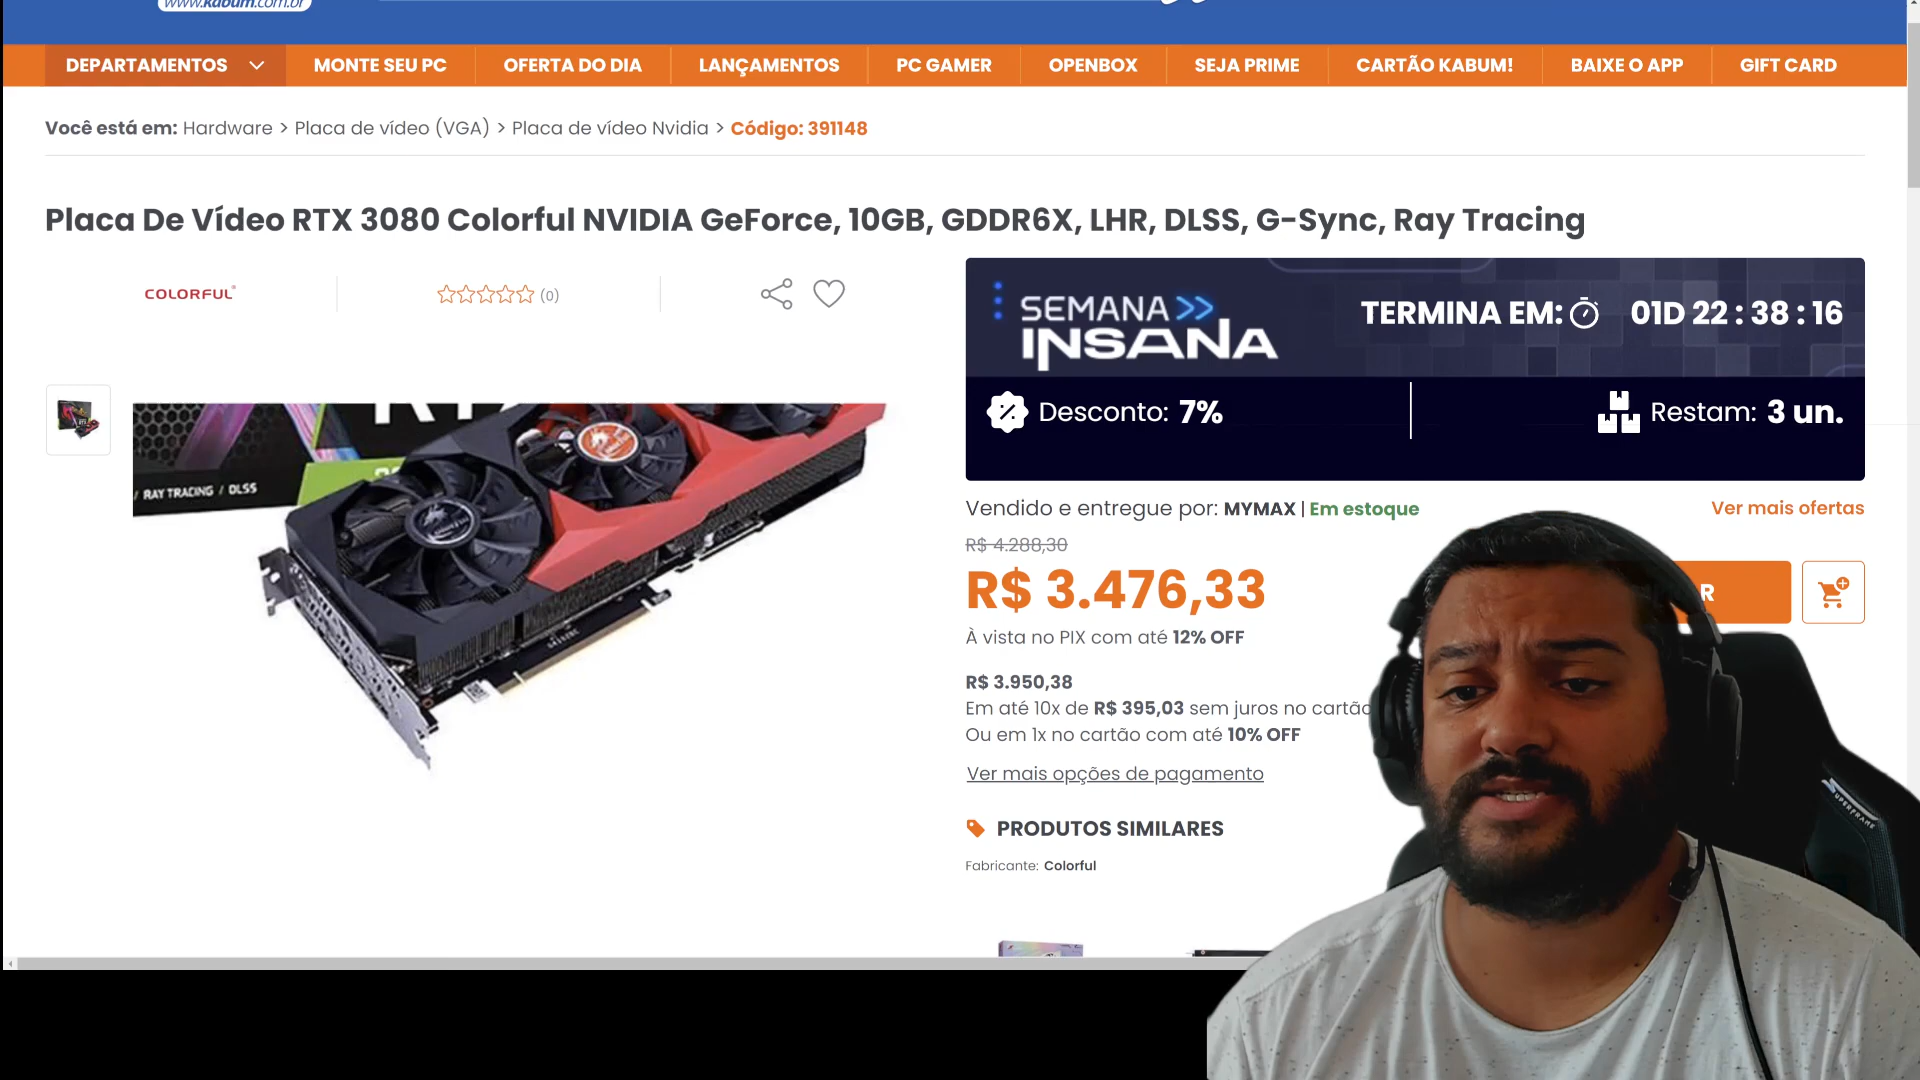 www.kabum.com.br
DEPARTAMENTOS
MONTE SEU PC
OFERTA DO DIA
LANÇAMENTOS
PC GAMER
OPENBOX
SEJA PRIME
CARTÃO KABUM!
BAIXE O APP
GIFT CARD
Você está em: Hardware > Placa de vídeo (VGA) > Placa de vídeo Nvidia > Código: 391148
Placa De Vídeo RTX 3080 Colorful NVIDIA GeForce, 10GB, GDDR6X, LHR, DLSS, G-Sync, Ray Tracing
COLORFUL®
(0)
/ RAY TRACING / DLSS
SEMANA >>
INSANA
TERMINA EM: 01D 22 : 38 : 16
Desconto: 7%
Restam: 3 un.
Vendido e entregue por: MYMAX | Em estoque
Ver mais ofertas
R$ 4.288,30
R$ 3.476,33
R
À vista no PIX com até 12% OFF
R$ 3.950,38
Em até 10x de R$ 395,03 sem juros no cartão
Ou em 1x no cartão com até 10% OFF
Ver mais opções de pagamento
PRODUTOS SIMILARES
Fabricante: Colorful
SUPERFRAME